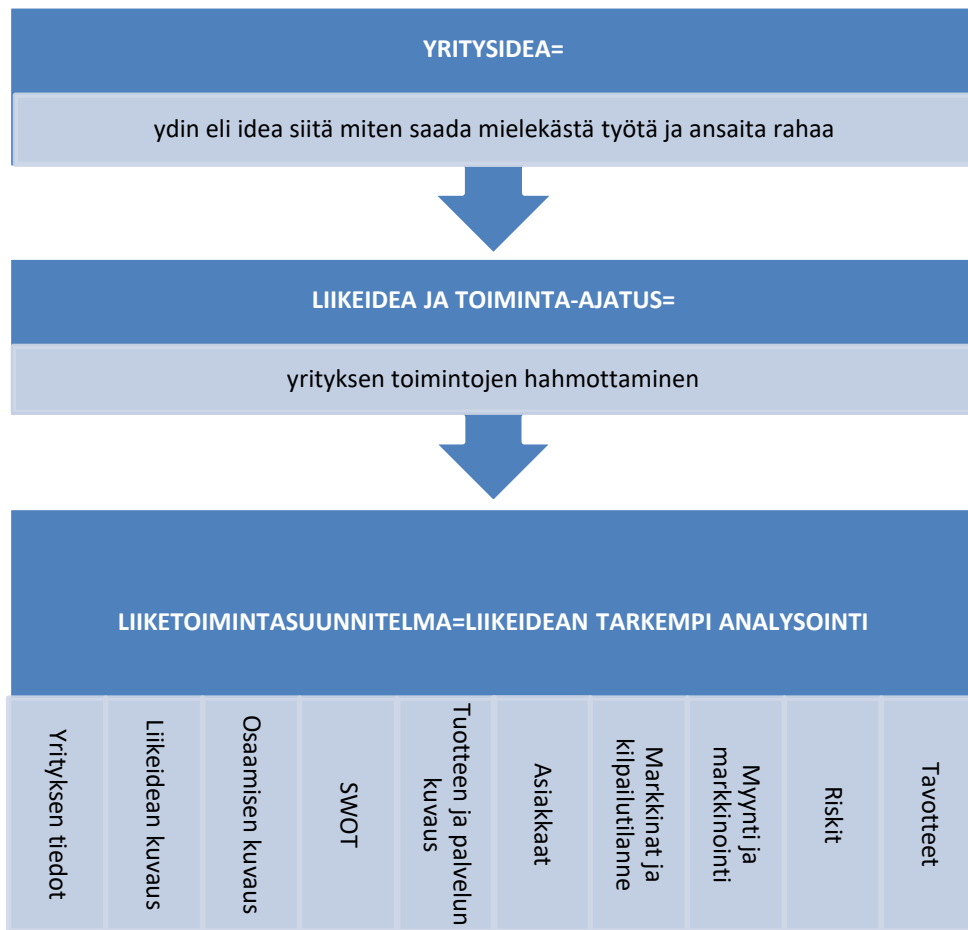 YRITYSIDEA=
ydin eli idea siitä miten saada mielekästä työtä ja ansaita rahaa
LIIKEIDEA JA TOIMINTA-AJATUS=
yrityksen toimintojen hahmottaminen
LIIKETOIMINTASUUNNITELMA=LIIKEIDEAN TARKEMPI ANALYSOINTI
Yrityksen tiedot
Liikeidean kuvaus
Osaamisen kuvaus
SWOT
Tuotteen ja palvelun
kuvaus
Asiakkaat
Markkinat ja
kilpailutilanne
Myynti ja
markkinointi
Riskit
Tavotteet